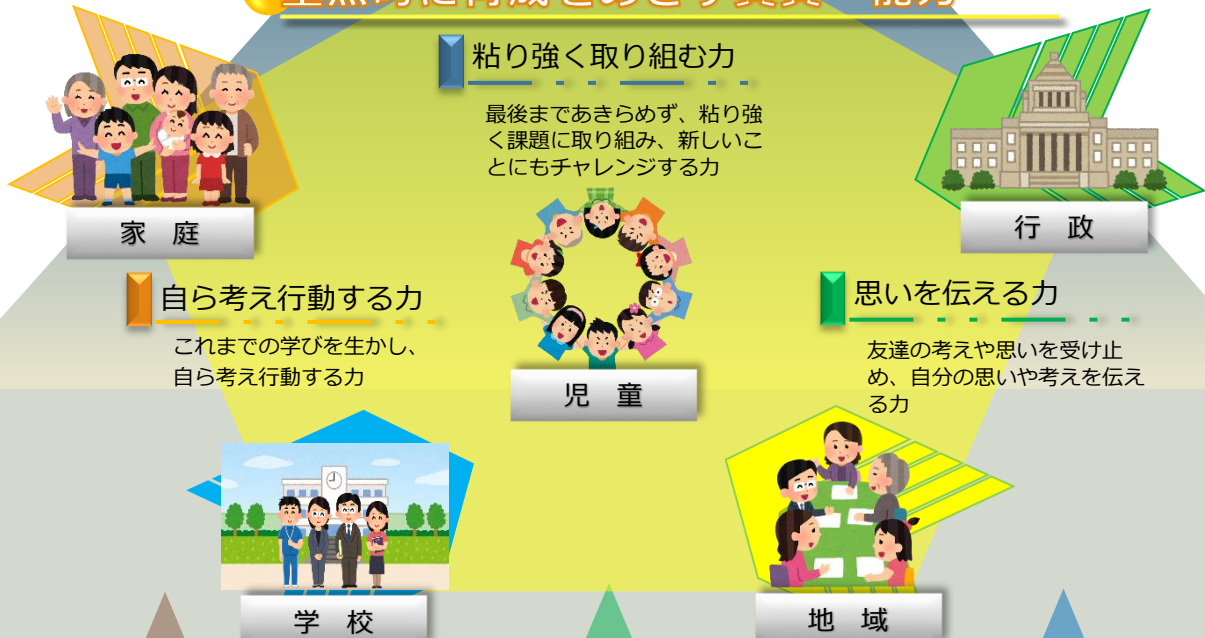 粘り強く取り組む力
最後まであきらめず、粘り強
く課題に取り組み、新しいこ
とにもチャレンジする力
家　庭
行　政
自ら考え行動する力
これまでの学びを生かし、
自ら考え行動する力
思いを伝える力
友達の考えや思いを受け止
め、自分の思いや考えを伝え
る力
児　童
学　校
地　域